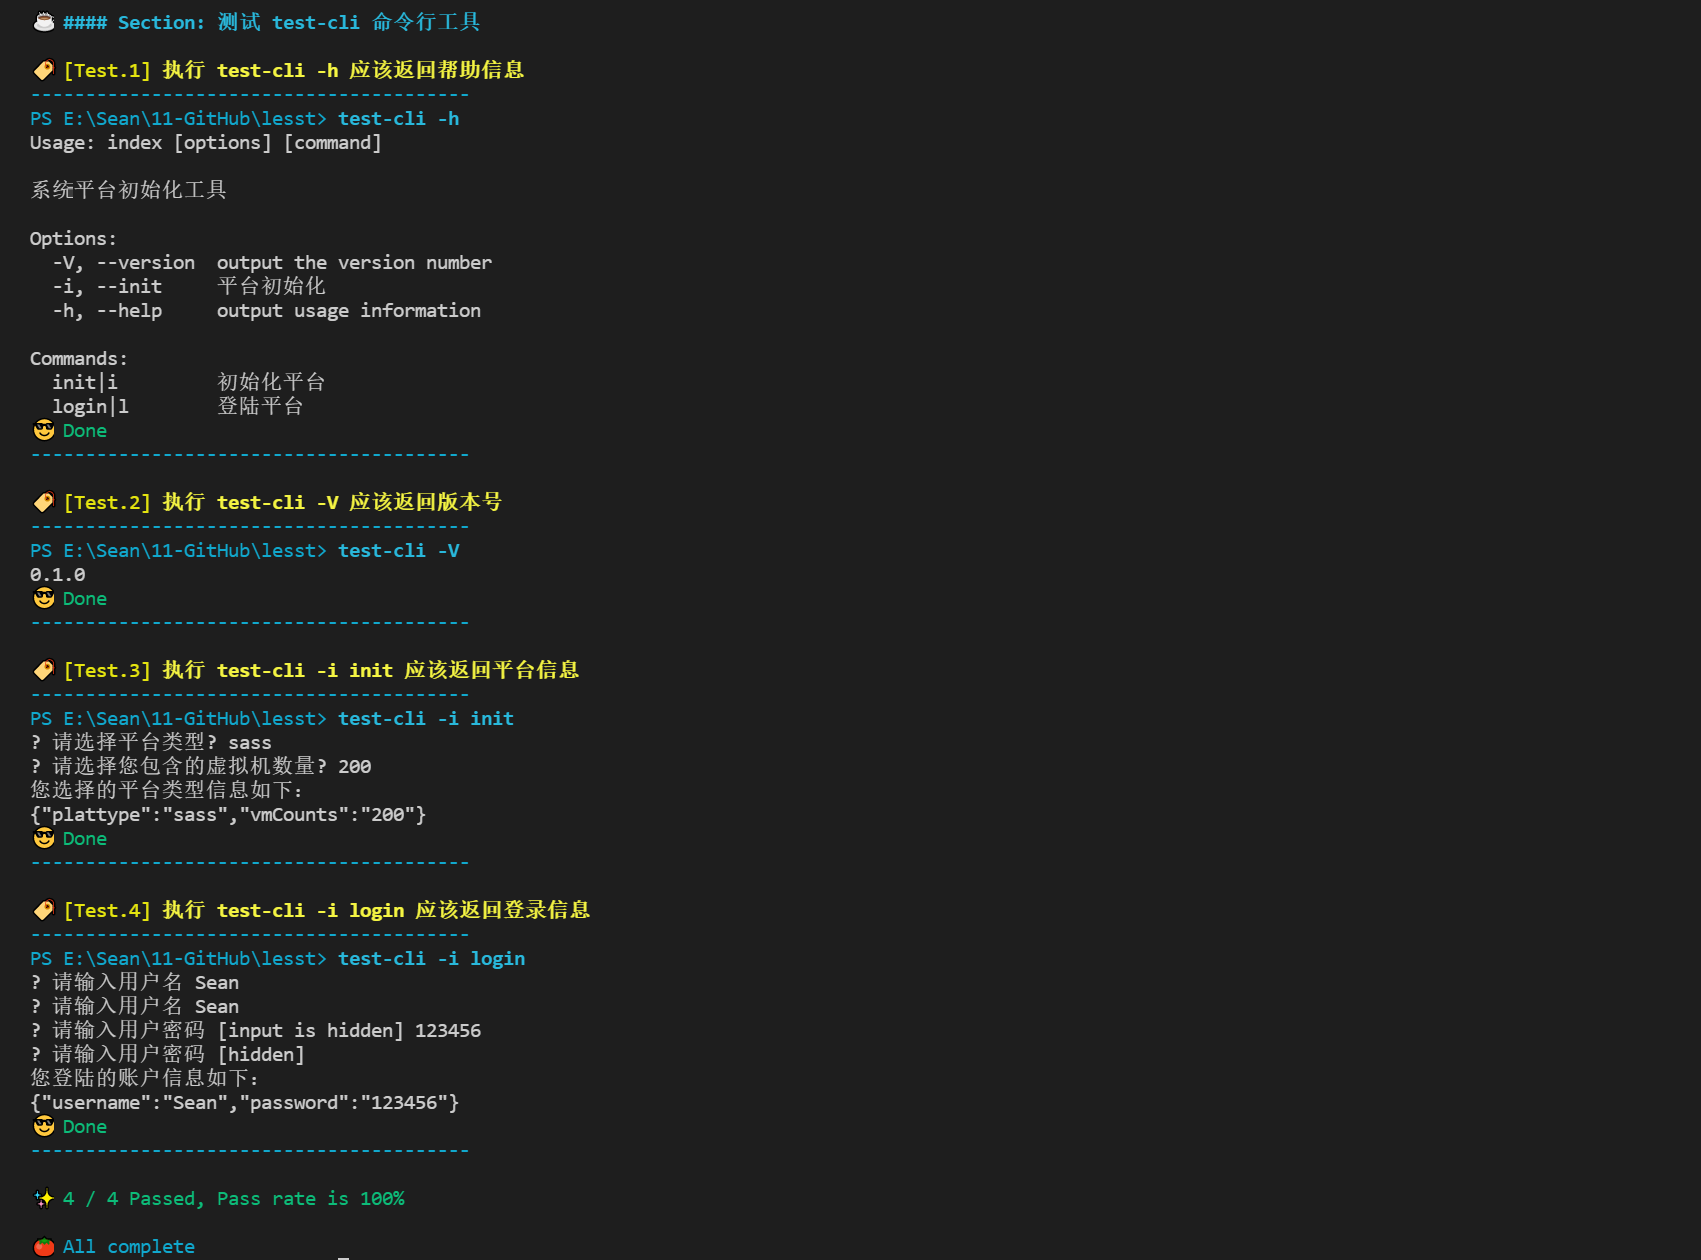 #### Section: 测试 test-cli 命令行工具
[Test.1] 执行 test-cli -h 应该返回帮助信息
----------------------------------------
PS E:\Sean\11-GitHub\lesst> test-cli -h
Usage: index [options] [command]
系统平台初始化工具
Options:
-V, --version output the version number
-i, --init 平台初始化
-h, --help output usage information
Commands:
init|i 初始化平台
login|l 登陆平台
Done
----------------------------------------
[Test.2] 执行 test-cli -V 应该返回版本号
----------------------------------------
PS E:\Sean\11-GitHub\lesst> test-cli -V
0.1.0
Done
----------------------------------------
[Test.3] 执行 test-cli -i init 应该返回平台信息
----------------------------------------
PS E:\Sean\11-GitHub\lesst> test-cli -i init
? 请选择平台类型? sass
? 请选择您包含的虚拟机数量? 200
您选择的平台类型信息如下：
{"plattype":"sass","vmCounts":"200"}
Done
----------------------------------------
[Test.4] 执行 test-cli -i login 应该返回登录信息
----------------------------------------
PS E:\Sean\11-GitHub\lesst> test-cli -i login
? 请输入用户名 Sean
? 请输入用户名 Sean
? 请输入用户密码 [input is hidden] 123456
? 请输入用户密码 [hidden]
您登陆的账户信息如下：
{"username":"Sean","password":"123456"}
Done
----------------------------------------
4 / 4 Passed, Pass rate is 100%
All complete